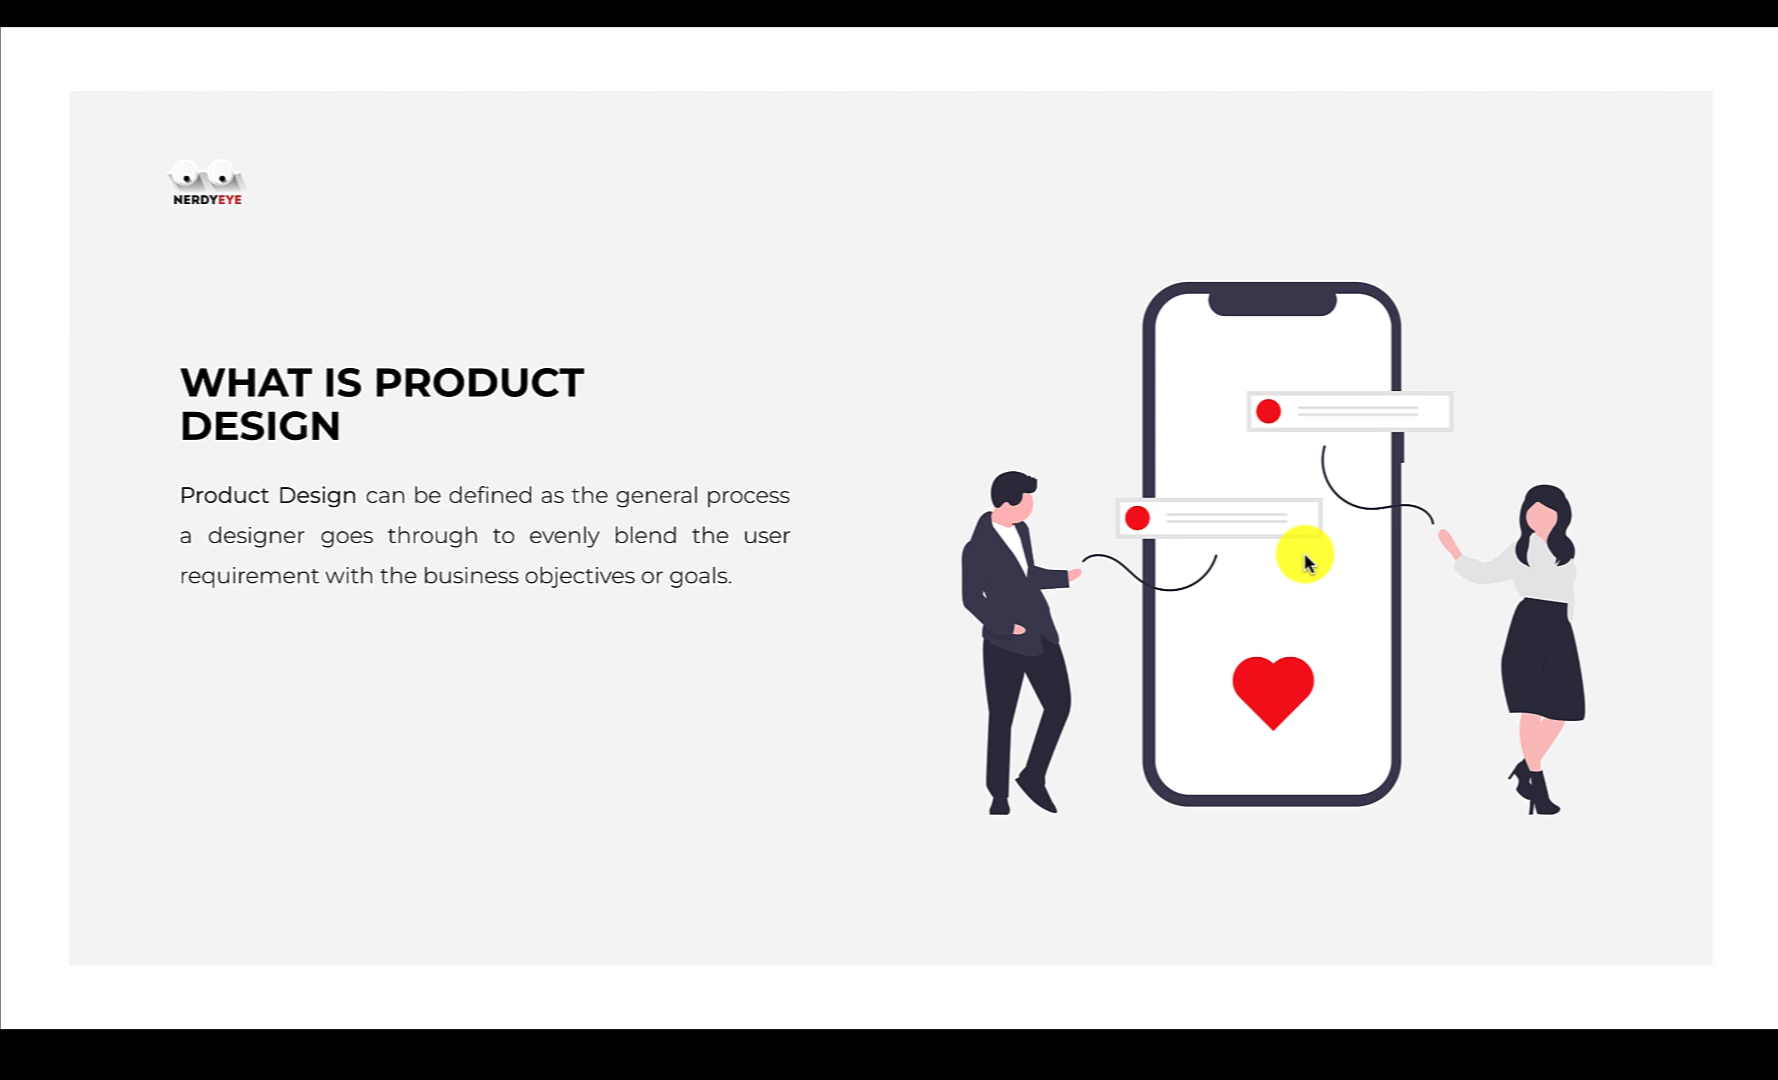 NERDYEYE
WHAT IS PRODUCT
DESIGN
Product Design can be defined as the general process
a designer goes through to evenly blend the user
requirement with the business objectives or goals.